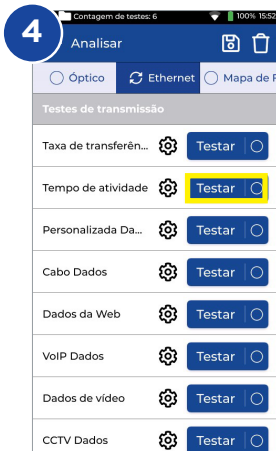 4
Contagem de testes: 6 100% 15:52
Analisar
Óptico Ethernet Mapa de F
Testes de transmissão
Taxa de transferên... Testar
Tempo de atividade Testar
Personalizada Da... Testar
Cabo Dados Testar
Dados da Web Testar
VoIP Dados Testar
Dados de vídeo Testar
CCTV Dados Testar